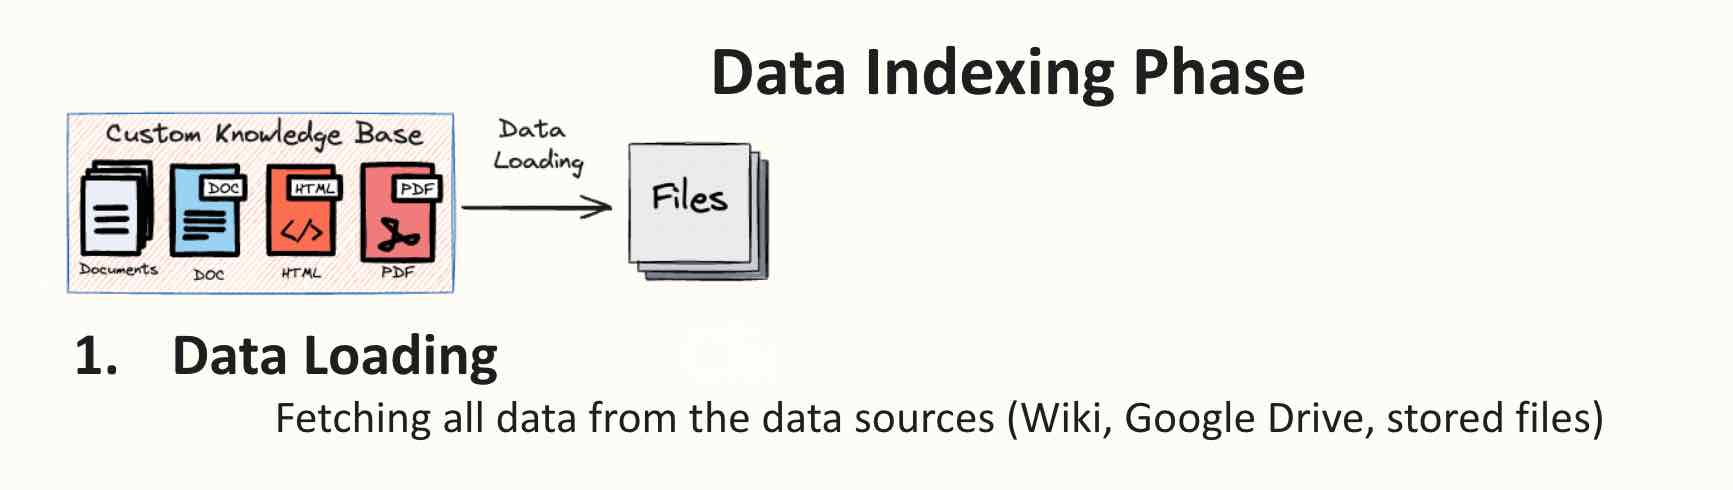 Data Indexing Phase
Custom Knowledge Base
DOC
HTML
PDF
Documents
DOC
HTML
PDF
Data
Loading
Files
1. Data Loading
Fetching all data from the data sources (Wiki, Google Drive, stored files)